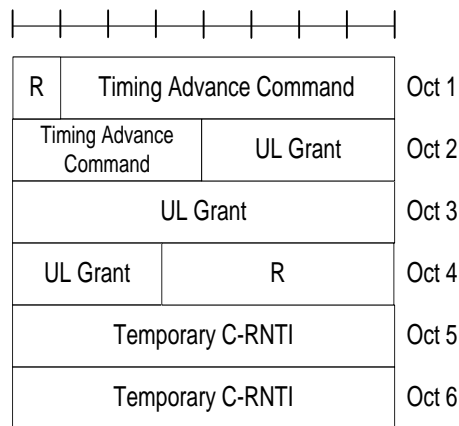 R Timing Advance Command Oct 1
Timing Advance
Command
UL Grant Oct 2
UL Grant Oct 3
UL Grant R Oct 4
Temporary C-RNTI Oct 5
Temporary C-RNTI Oct 6